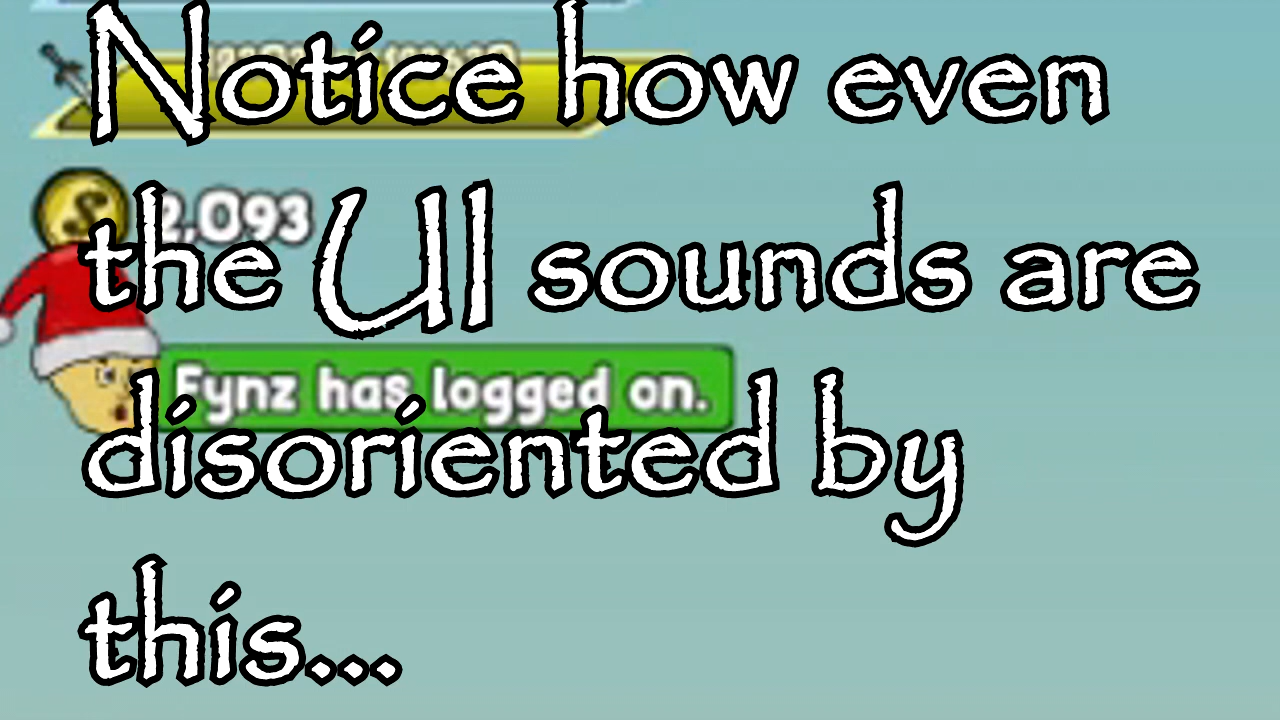 Notice how even
2,093
the UI sounds are
Fynz has logged on.
disoriented by
this...